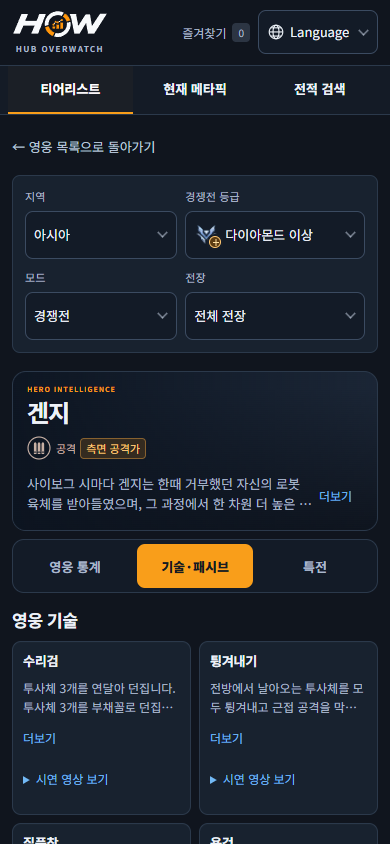 HOW
HUB OVERWATCH
즐겨찾기 0
Language
티어리스트 현재 메타픽 전적 검색
← 영웅 목록으로 돌아가기
지역 경쟁전 등급
아시아 다이아몬드 이상
모드 전장
경쟁전 전체 전장
HERO INTELLIGENCE
겐지
공격 측면 공격가
사이보그 시마다 겐지는 한때 거부했던 자신의 로봇
육체를 받아들였으며, 그 과정에서 한 차원 더 높은 …
더보기
영웅 통계 기술·패시브 특전
영웅 기술
수리검
투사체 3개를 연달아 던집니다.
투사체 3개를 부채꼴로 던집…
더보기
▶ 시연 영상 보기
튕겨내기
전방에서 날아오는 투사체를 모
두 튕겨내고 근접 공격을 막…
더보기
▶ 시연 영상 보기